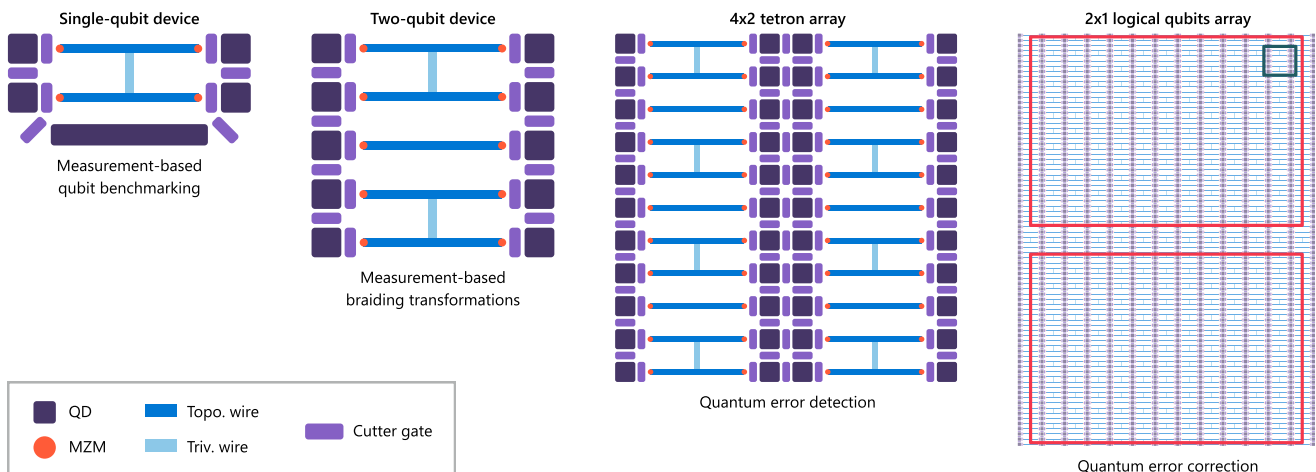 Single-qubit device
Measurement-based
qubit benchmarking
Two-qubit device
Measurement-based
braiding transformations
4x2 tetron array
Quantum error detection
2x1 logical qubits array
Quantum error correction
QD
MZM
Topo. wire
Triv. wire
Cutter gate